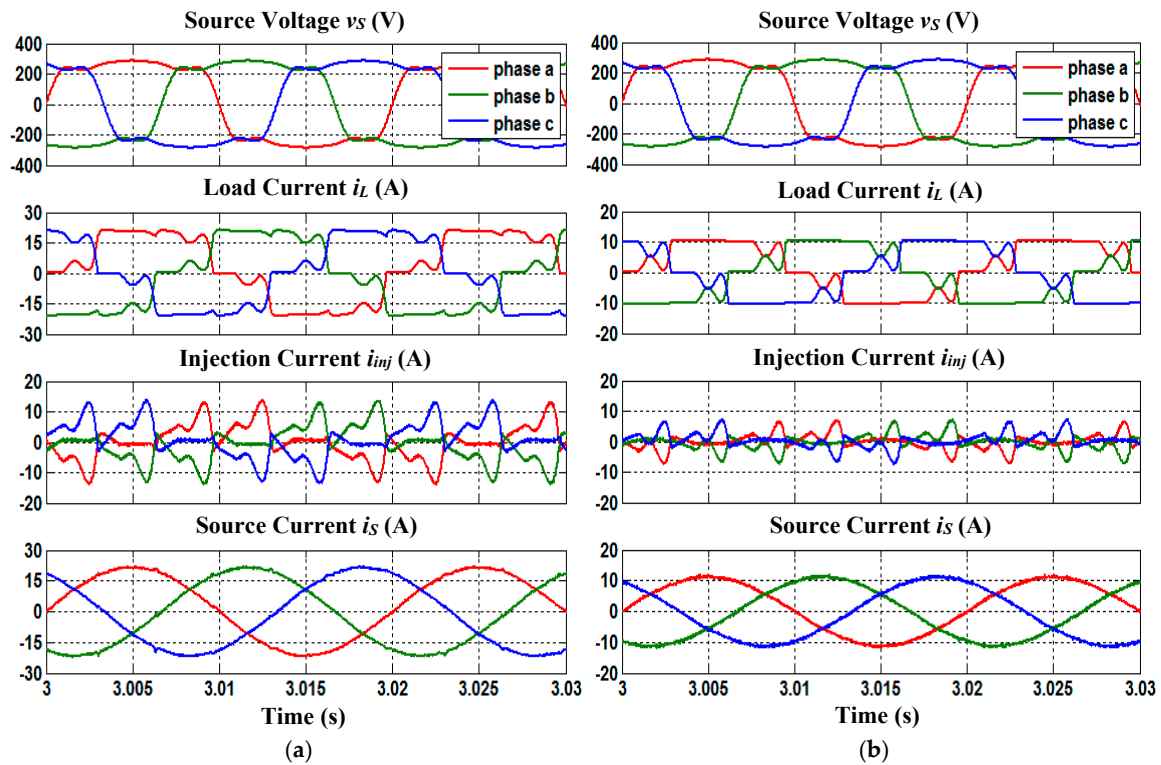 Source Voltage vS (V)
400
200
0
-200
-400
phase a
phase b
phase c
Load Current iL (A)
30
15
0
-15
-30
Injection Current iinj (A)
20
10
0
-10
-20
Source Current iS (A)
30
15
0
-15
-30
3 3.005 3.01 3.015 3.02 3.025 3.03
Time (s)
(a)
Source Voltage vS (V)
400
200
0
-200
-400
phase a
phase b
phase c
Load Current iL (A)
20
10
0
-10
-20
Injection Current iinj (A)
20
10
0
-10
-20
Source Current iS (A)
20
10
0
-10
-20
3 3.005 3.01 3.015 3.02 3.025 3.03
Time (s)
(b)